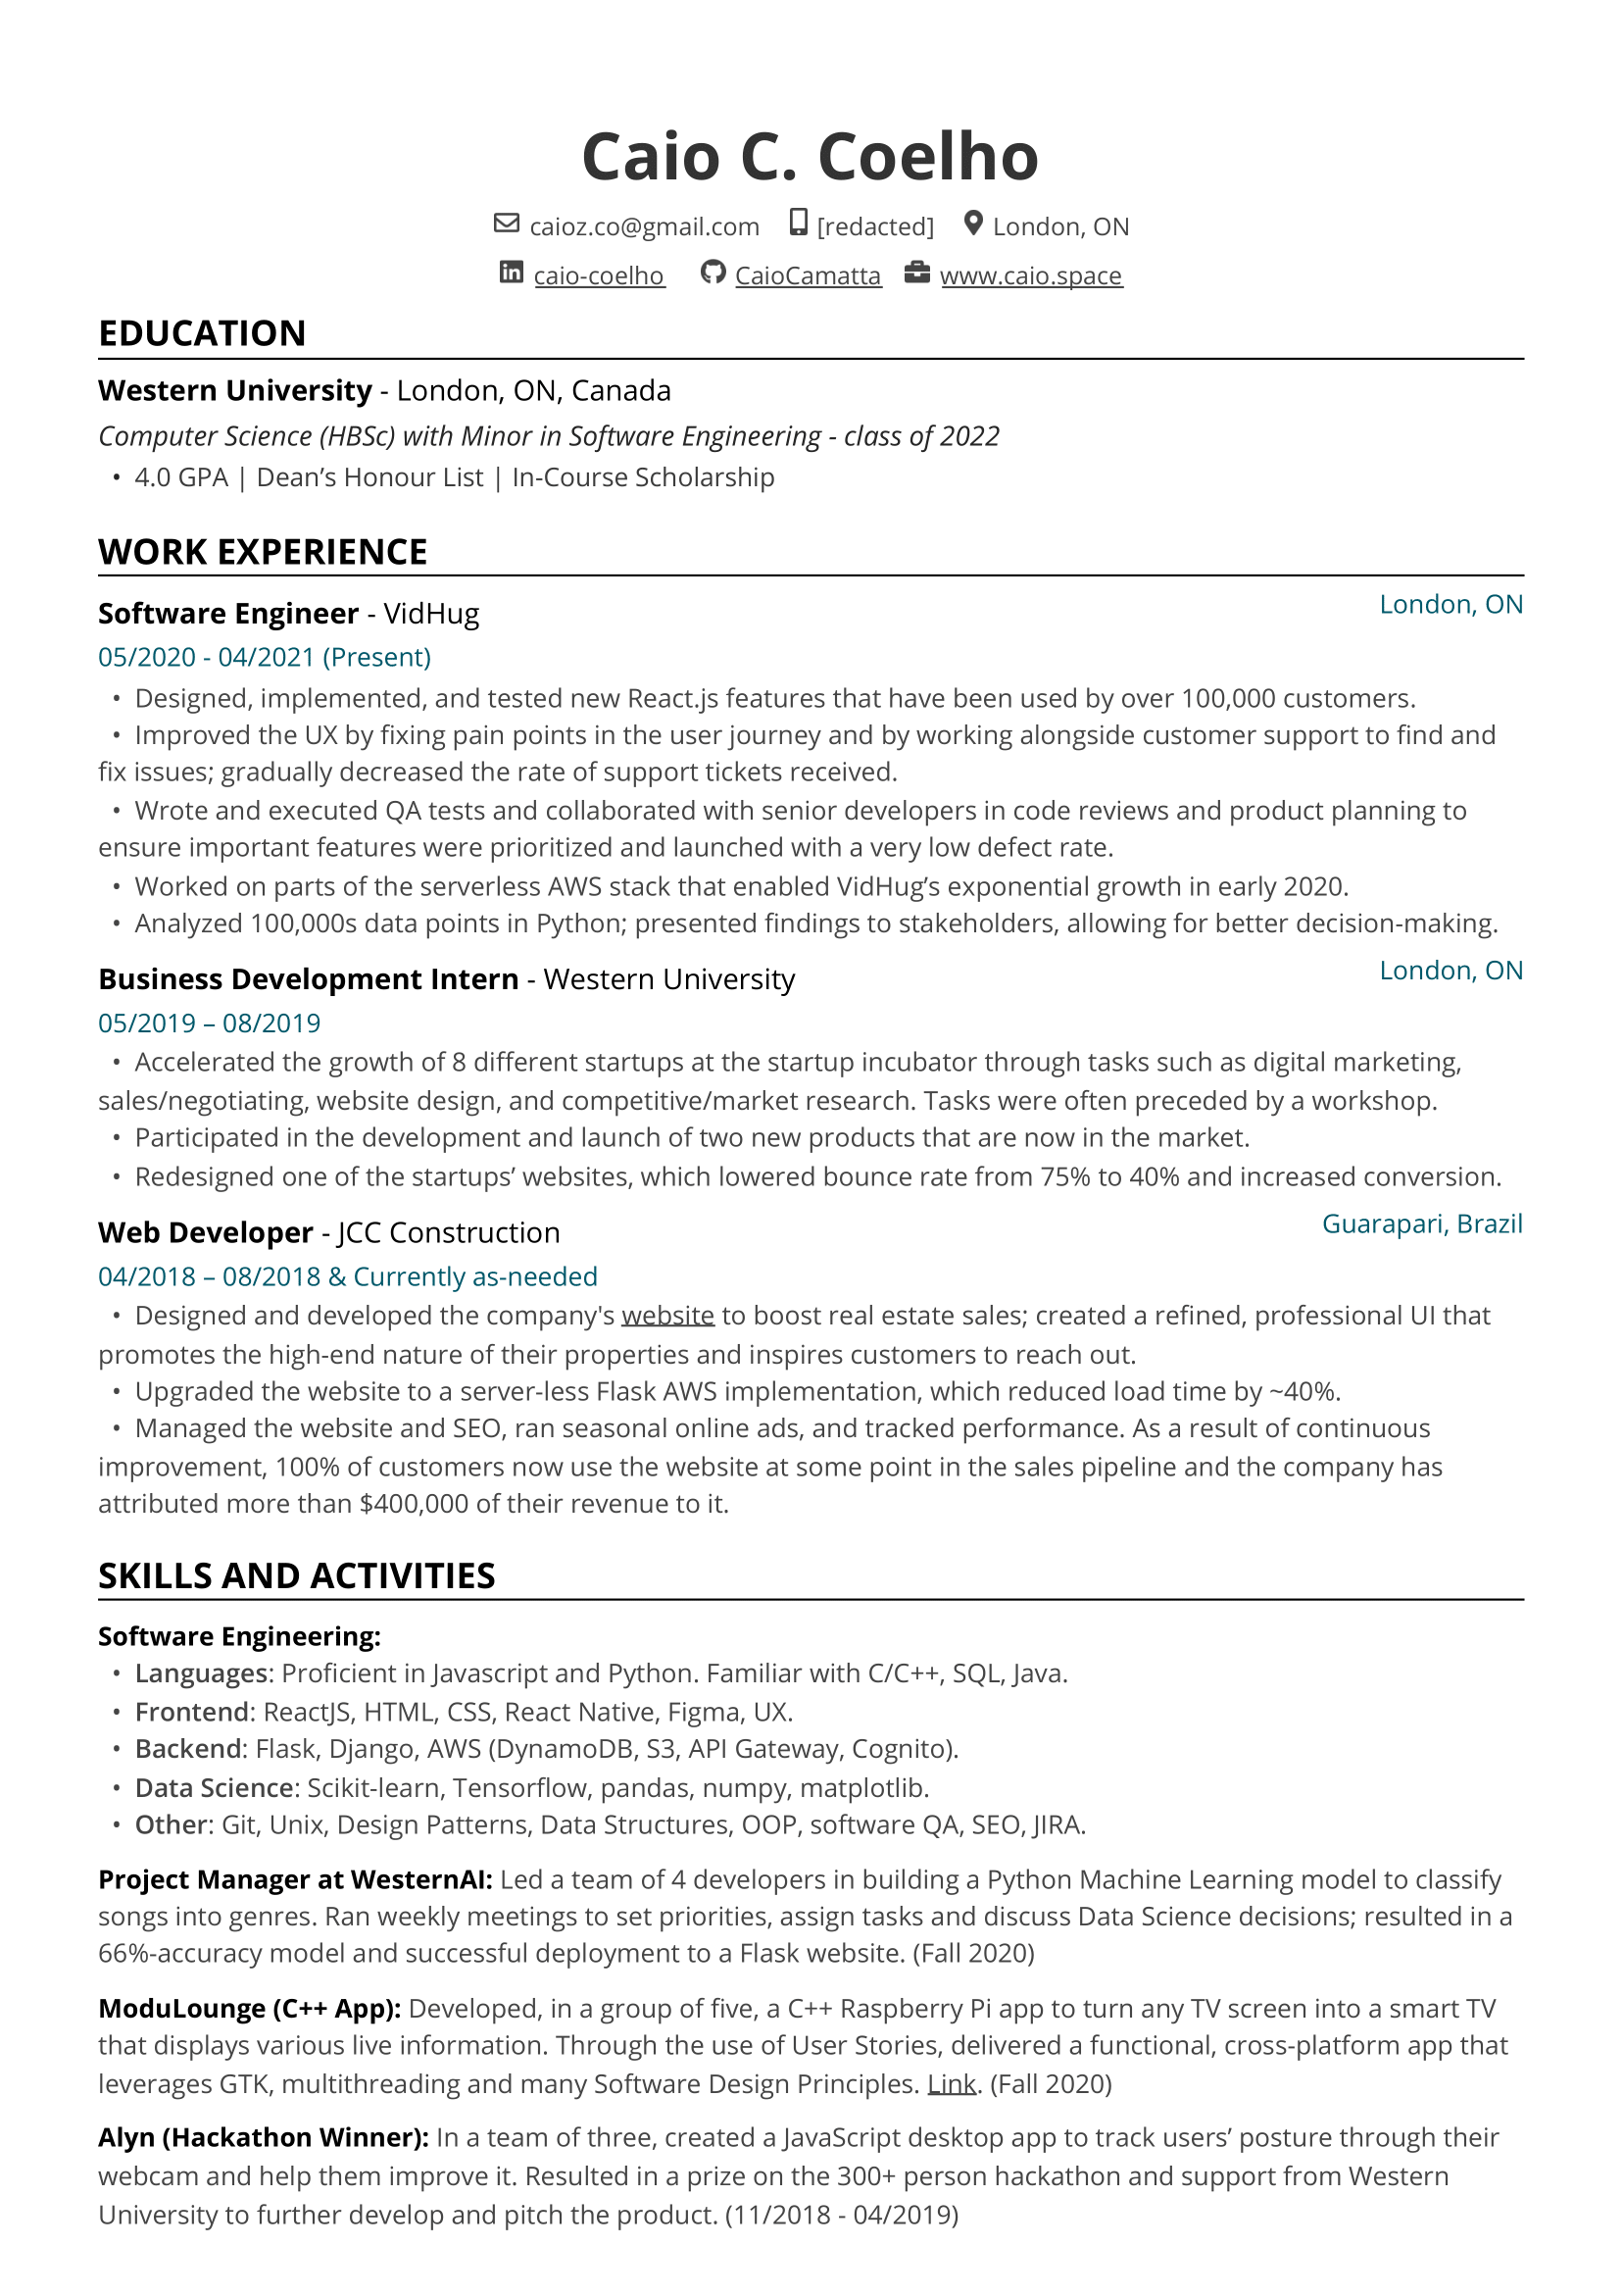 Caio C. Coelho
caioz.co@gmail.com [redacted] London, ON
caio-coelho CaioCamatta www.caio.space
EDUCATION
Western University - London, ON, Canada
Computer Science (HBSc) with Minor in Software Engineering - class of 2022
• 4.0 GPA | Dean’s Honour List | In-Course Scholarship
WORK EXPERIENCE
Software Engineer - VidHug London, ON
05/2020 - 04/2021 (Present)
• Designed, implemented, and tested new React.js features that have been used by over 100,000 customers.
• Improved the UX by fixing pain points in the user journey and by working alongside customer support to find and
fix issues; gradually decreased the rate of support tickets received.
• Wrote and executed QA tests and collaborated with senior developers in code reviews and product planning to
ensure important features were prioritized and launched with a very low defect rate.
• Worked on parts of the serverless AWS stack that enabled VidHug’s exponential growth in early 2020.
• Analyzed 100,000s data points in Python; presented findings to stakeholders, allowing for better decision-making.
Business Development Intern - Western University London, ON
05/2019 – 08/2019
• Accelerated the growth of 8 different startups at the startup incubator through tasks such as digital marketing,
sales/negotiating, website design, and competitive/market research. Tasks were often preceded by a workshop.
• Participated in the development and launch of two new products that are now in the market.
• Redesigned one of the startups’ websites, which lowered bounce rate from 75% to 40% and increased conversion.
Web Developer - JCC Construction Guarapari, Brazil
04/2018 – 08/2018 & Currently as-needed
• Designed and developed the company's website to boost real estate sales; created a refined, professional UI that
promotes the high-end nature of their properties and inspires customers to reach out.
• Upgraded the website to a server-less Flask AWS implementation, which reduced load time by ~40%.
• Managed the website and SEO, ran seasonal online ads, and tracked performance. As a result of continuous
improvement, 100% of customers now use the website at some point in the sales pipeline and the company has
attributed more than $400,000 of their revenue to it.
SKILLS AND ACTIVITIES
Software Engineering:
• Languages: Proficient in Javascript and Python. Familiar with C/C++, SQL, Java.
• Frontend: ReactJS, HTML, CSS, React Native, Figma, UX.
• Backend: Flask, Django, AWS (DynamoDB, S3, API Gateway, Cognito).
• Data Science: Scikit-learn, Tensorflow, pandas, numpy, matplotlib.
• Other: Git, Unix, Design Patterns, Data Structures, OOP, software QA, SEO, JIRA.
Project Manager at WesternAI: Led a team of 4 developers in building a Python Machine Learning model to classify
songs into genres. Ran weekly meetings to set priorities, assign tasks and discuss Data Science decisions; resulted in a
66%-accuracy model and successful deployment to a Flask website. (Fall 2020)
ModuLounge (C++ App): Developed, in a group of five, a C++ Raspberry Pi app to turn any TV screen into a smart TV
that displays various live information. Through the use of User Stories, delivered a functional, cross-platform app that
leverages GTK, multithreading and many Software Design Principles. Link. (Fall 2020)
Alyn (Hackathon Winner): In a team of three, created a JavaScript desktop app to track users’ posture through their
webcam and help them improve it. Resulted in a prize on the 300+ person hackathon and support from Western
University to further develop and pitch the product. (11/2018 - 04/2019)